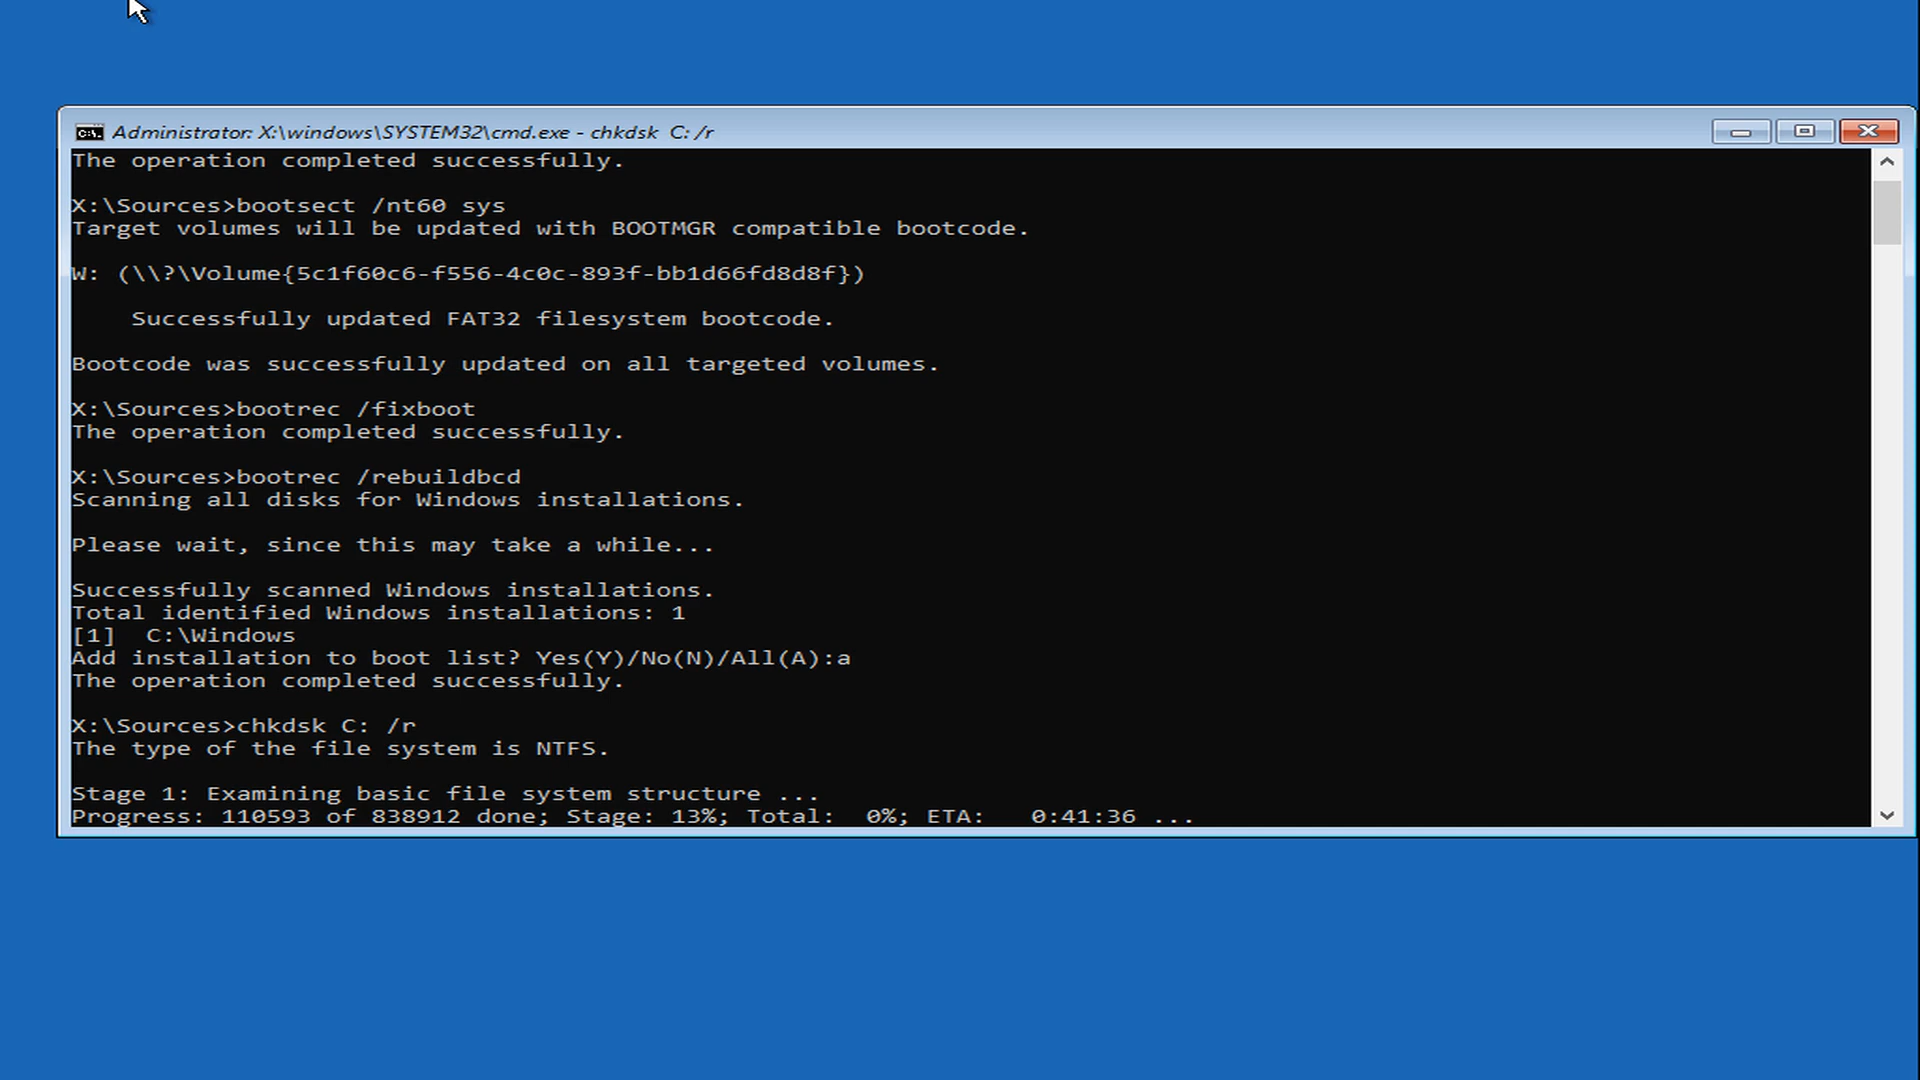 Administrator: X:\windows\SYSTEM32\cmd.exe - chkdsk  C: /r
The operation completed successfully.
X:\Sources>bootsect /nt60 sys
Target volumes will be updated with BOOTMGR compatible bootcode.
W: (\\?\Volume{5c1f60c6-f556-4c0c-893f-bb1d66fd8d8f})
    Successfully updated FAT32 filesystem bootcode.
Bootcode was successfully updated on all targeted volumes.
X:\Sources>bootrec /fixboot
The operation completed successfully.
X:\Sources>bootrec /rebuildbcd
Scanning all disks for Windows installations.
Please wait, since this may take a while...
Successfully scanned Windows installations.
Total identified Windows installations: 1
[1]  C:\Windows
Add installation to boot list? Yes(Y)/No(N)/All(A):a
The operation completed successfully.
X:\Sources>chkdsk C: /r
The type of the file system is NTFS.
Stage 1: Examining basic file system structure ...
Progress: 110593 of 838912 done; Stage: 13%; Total:  0%; ETA:   0:41:36 ...